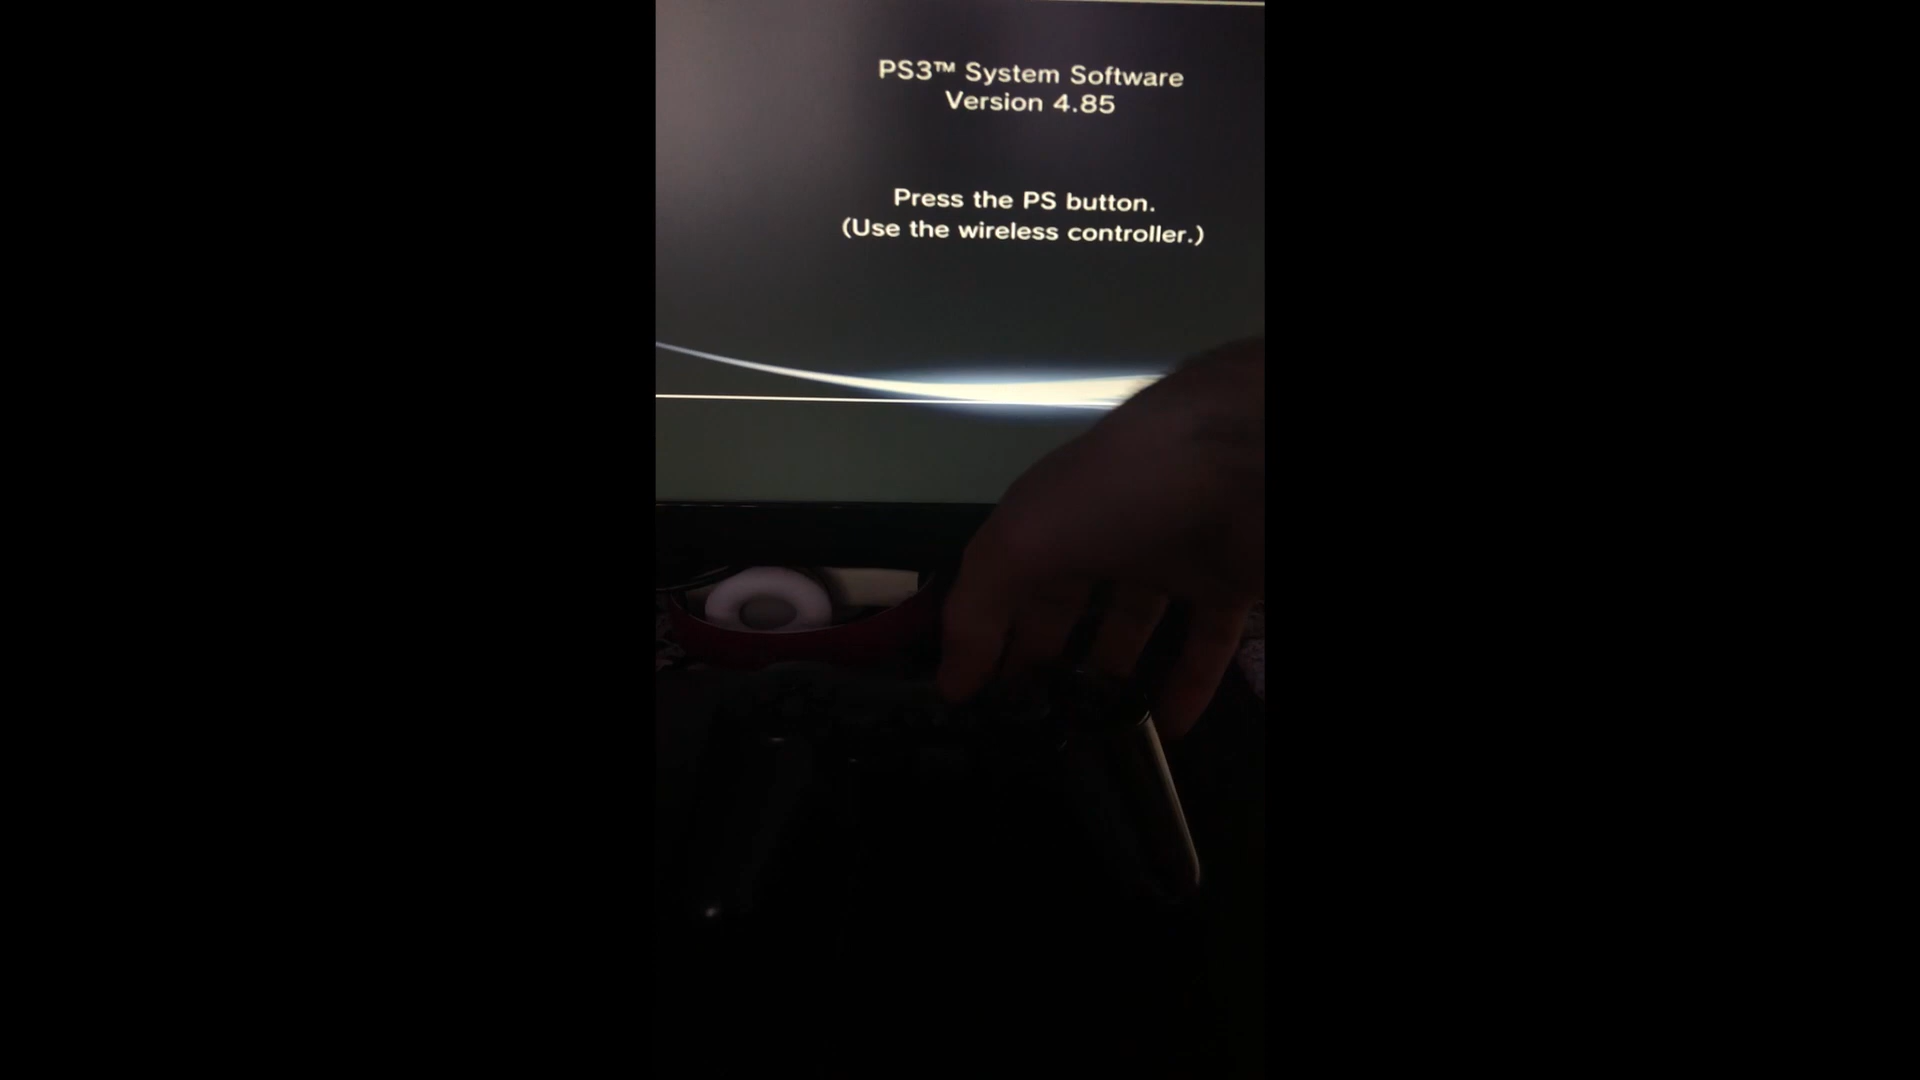 PS3™ System Software
Version 4.85
Press the PS button.
(Use the wireless controller.)